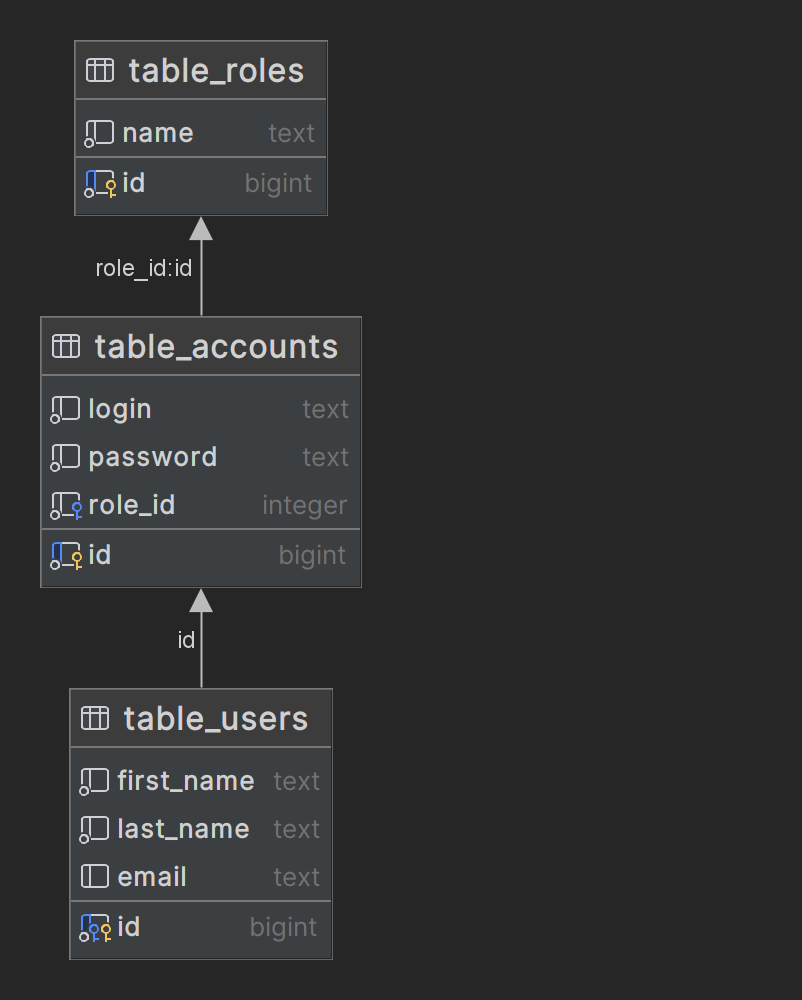 table_roles
name text
id bigint
role_id:id
table_accounts
login text
password text
role_id integer
id bigint
id
table_users
first_name text
last_name text
email text
id bigint